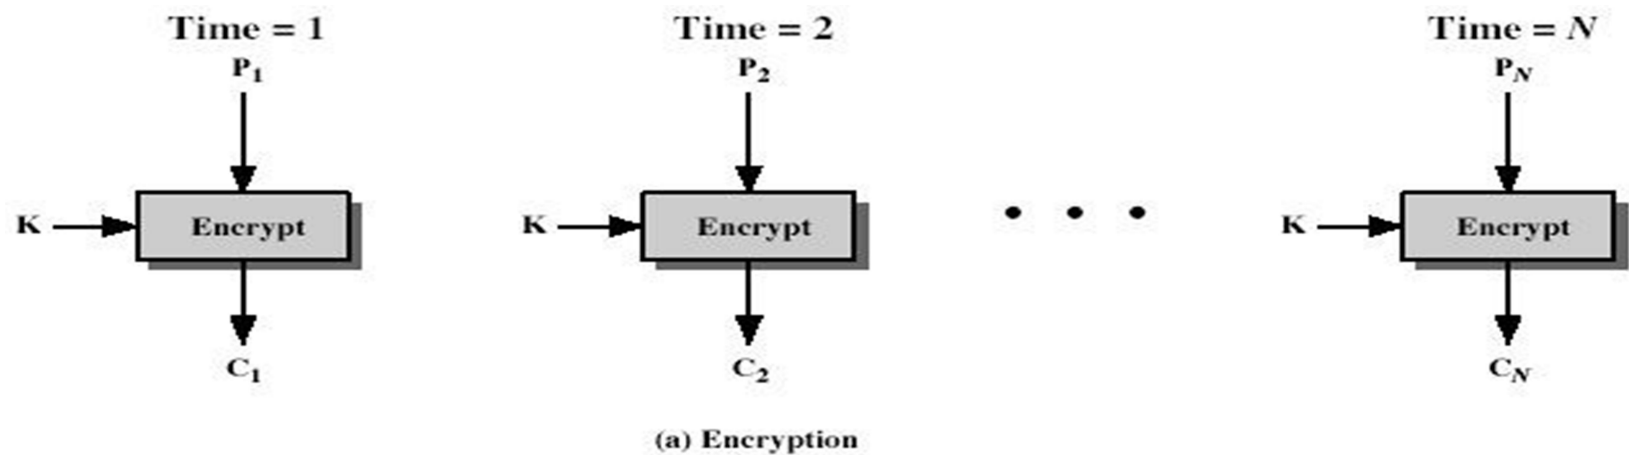 Time = 1 Time = 2 Time = N
P1 P2 PN
K Encrypt K Encrypt K Encrypt
C1 C2 CN
(a) Encryption